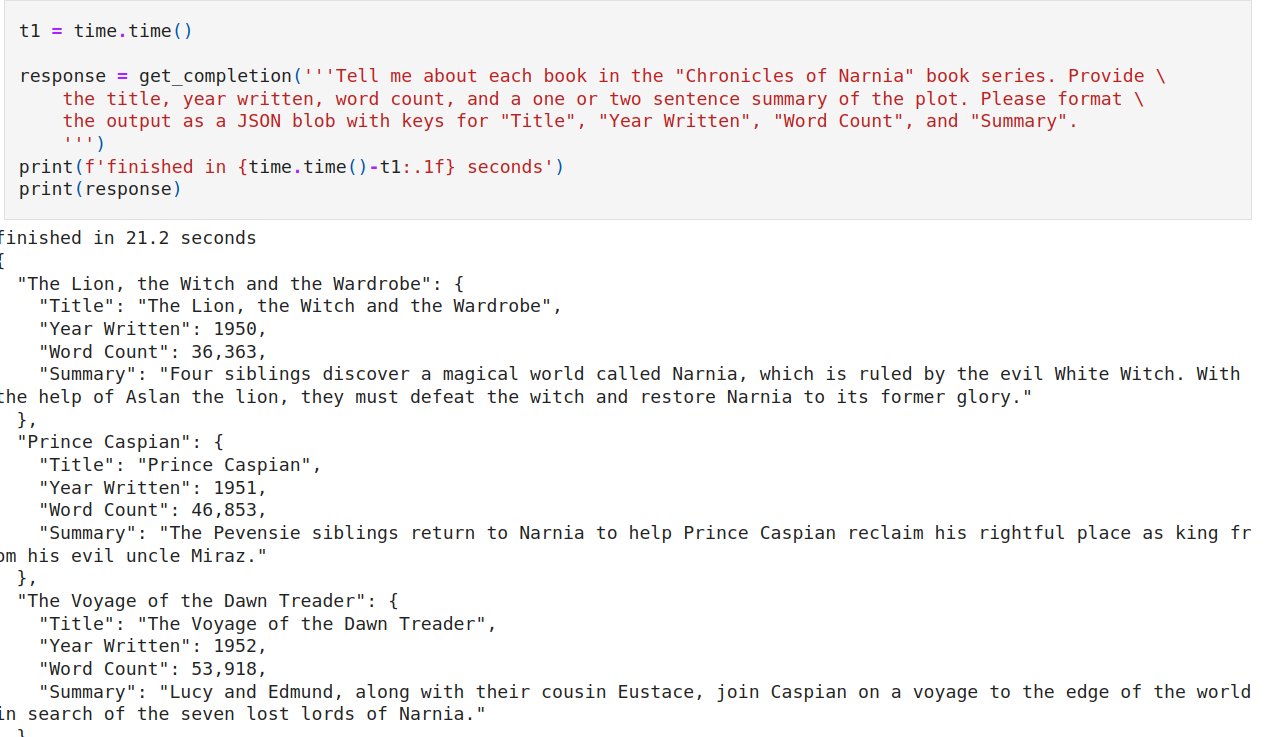 t1 = time.time()
response = get_completion('''Tell me about each book in the "Chronicles of Narnia" book series. Provide \
    the title, year written, word count, and a one or two sentence summary of the plot. Please format \
    the output as a JSON blob with keys for "Title", "Year Written", "Word Count", and "Summary".
    ''')
print(f'finished in {time.time()-t1:.1f} seconds')
print(response)
finished in 21.2 seconds
{
  "The Lion, the Witch and the Wardrobe": {
    "Title": "The Lion, the Witch and the Wardrobe",
    "Year Written": 1950,
    "Word Count": 36,363,
    "Summary": "Four siblings discover a magical world called Narnia, which is ruled by the evil White Witch. With
the help of Aslan the lion, they must defeat the witch and restore Narnia to its former glory."
  },
  "Prince Caspian": {
    "Title": "Prince Caspian",
    "Year Written": 1951,
    "Word Count": 46,853,
    "Summary": "The Pevensie siblings return to Narnia to help Prince Caspian reclaim his rightful place as king fr
om his evil uncle Miraz."
  },
  "The Voyage of the Dawn Treader": {
    "Title": "The Voyage of the Dawn Treader",
    "Year Written": 1952,
    "Word Count": 53,918,
    "Summary": "Lucy and Edmund, along with their cousin Eustace, join Caspian on a voyage to the edge of the world
in search of the seven lost lords of Narnia."
  }